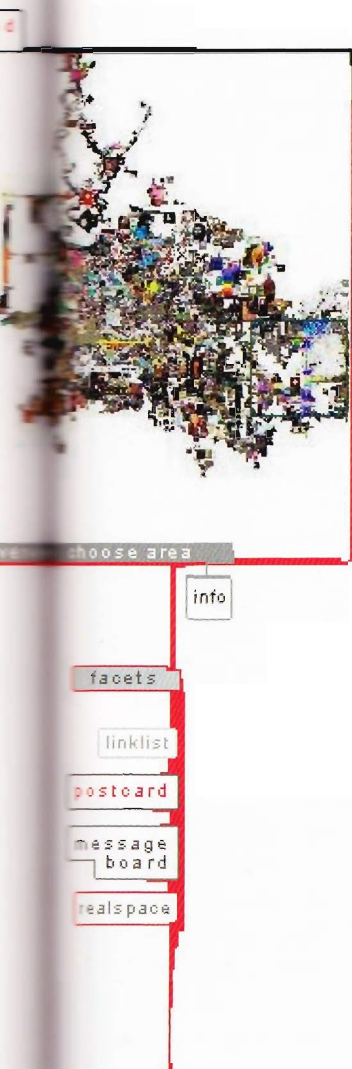 d
choose area
info
facets
linklist
postcard
message
board
realspace